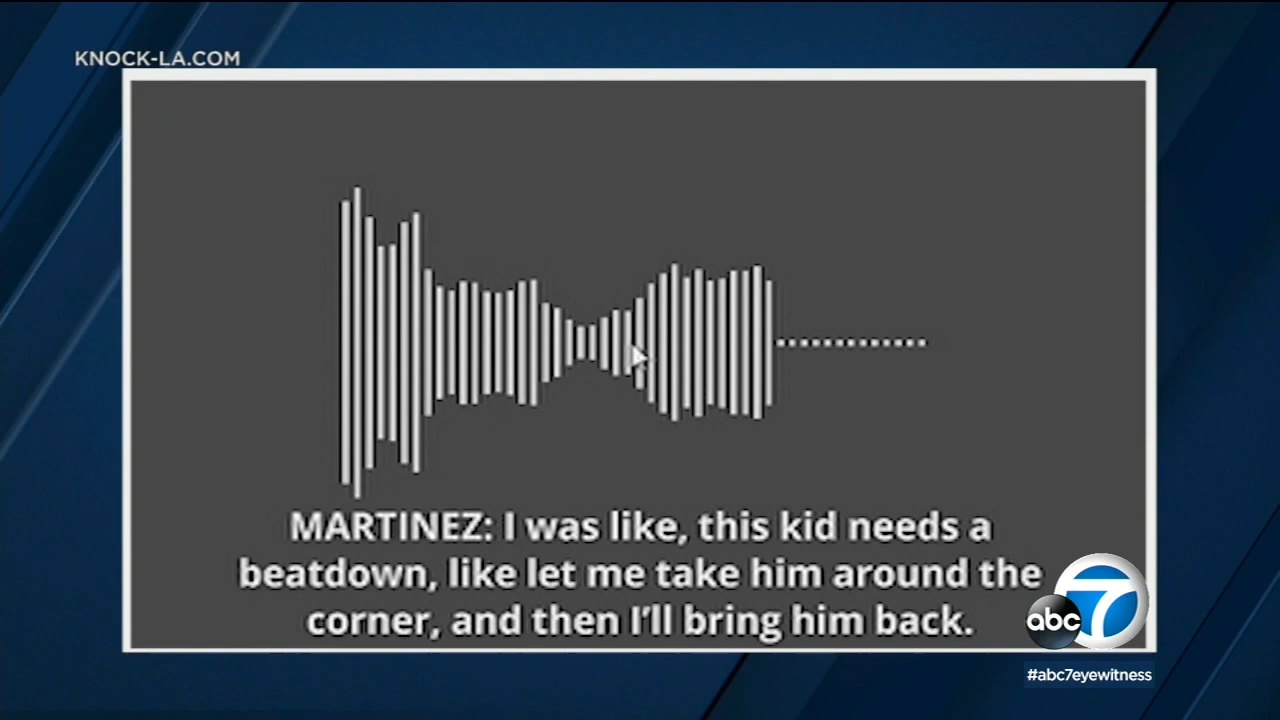 KNOCK-LA.COM
MARTINEZ: I was like, this kid needs a
beatdown, like let me take him around the
corner, and then I'll bring him back.
abc 7
#abc7eyewitness